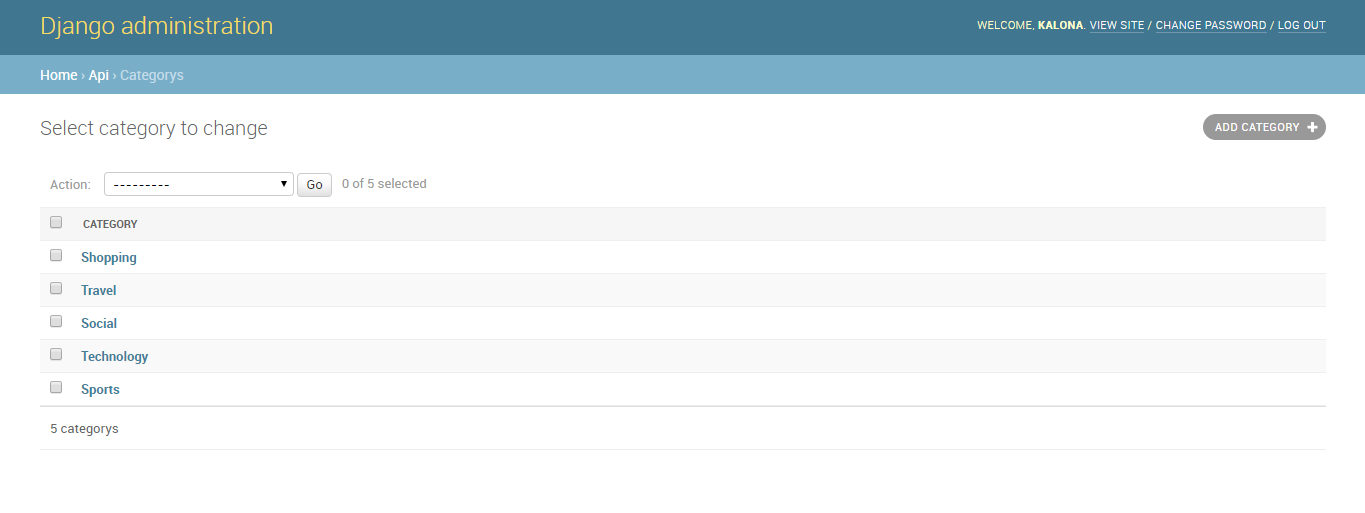 Django administration
WELCOME, KALONA. VIEW SITE / CHANGE PASSWORD / LOG OUT
Home › Api › Categorys
Select category to change
ADD CATEGORY +
Action: --------- Go 0 of 5 selected
CATEGORY
Shopping
Travel
Social
Technology
Sports
5 categorys